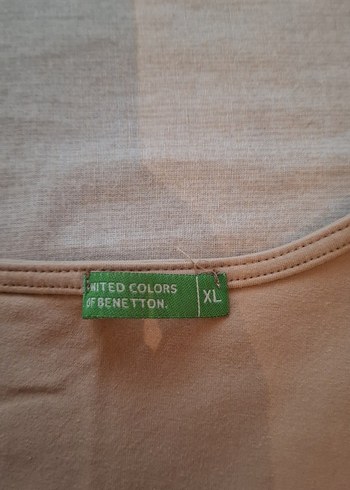 NITED COLORS
OF BENETTON.
XL